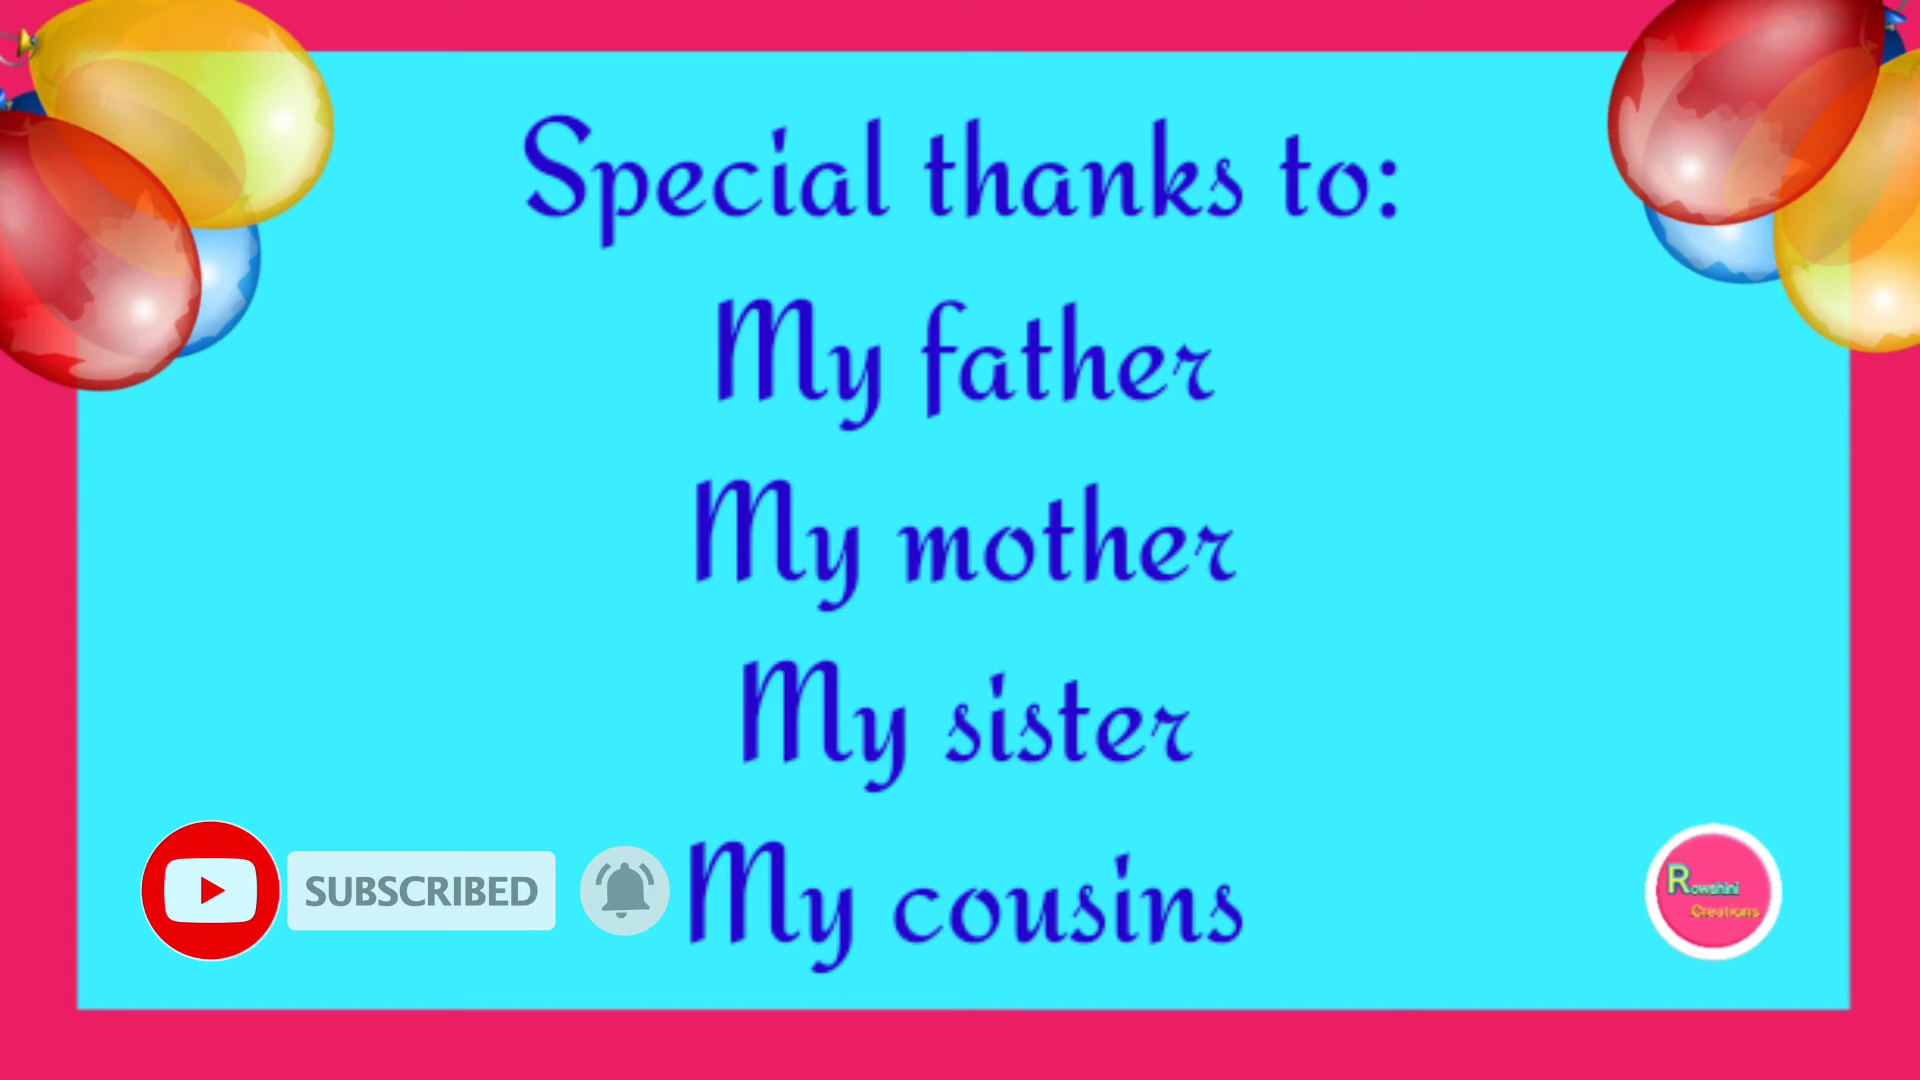 Special thanks to:
My father
My mother
My sister
My cousins
SUBSCRIBED
Rowshini
Creations